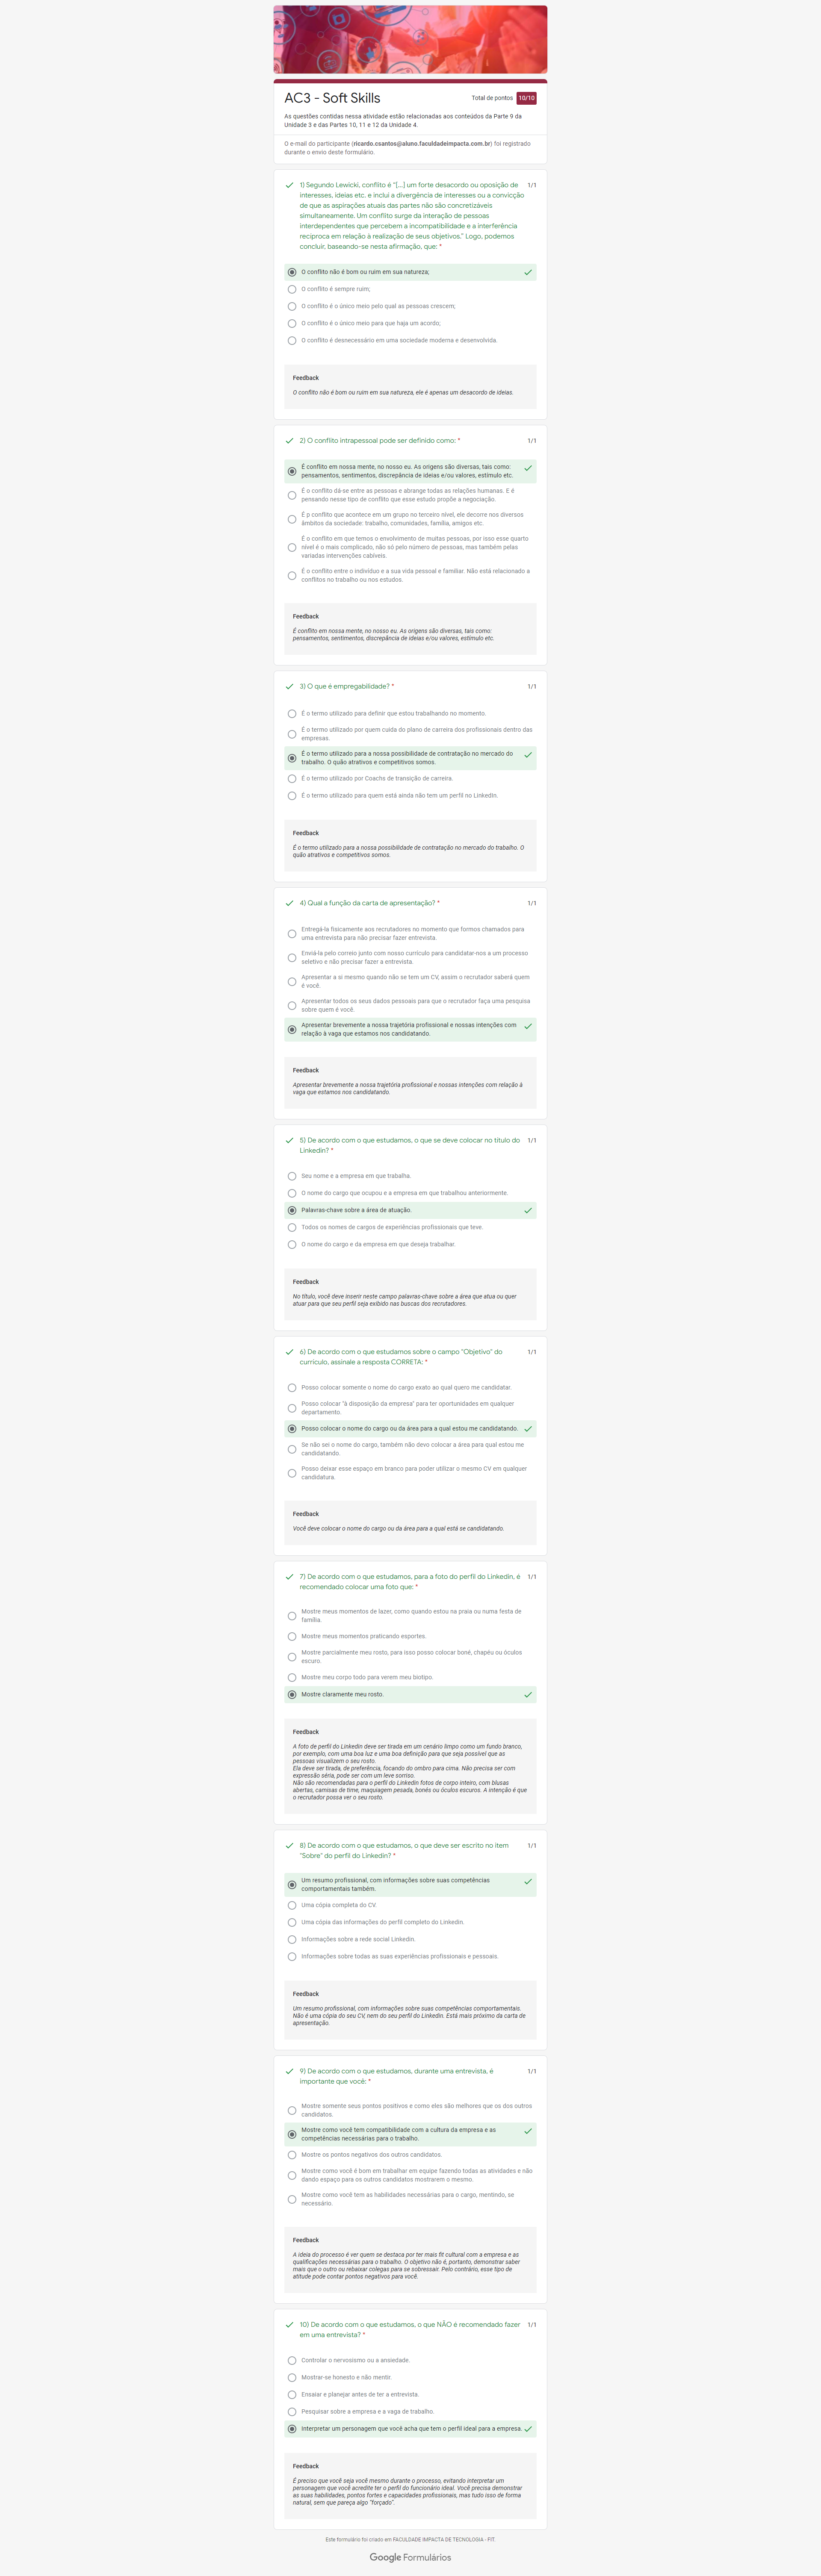 AC3 - Soft Skills
Total de pontos 10/10
As questões contidas nessa atividade estão relacionadas aos conteúdos da Parte 9 da
Unidade 3 e das Partes 10, 11 e 12 da Unidade 4.
O e-mail do participante (ricardo.csantos@aluno.faculdadeimpacta.com.br) foi registrado
durante o envio deste formulário.
1) Segundo Lewicki, conflito é "[...] um forte desacordo ou oposição de
1/1
interesses, ideias etc. e inclui a divergência de interesses ou a convicção
de que as aspirações atuais das partes não são concretizáveis
simultaneamente. Um conflito surge da interação de pessoas
interdependentes que percebem a incompatibilidade e a interferência
recíproca em relação à realização de seus objetivos." Logo, podemos
concluir, baseando-se nesta afirmação, que: *
O conflito não é bom ou ruim em sua natureza;
O conflito é sempre ruim;
O conflito é o único meio pelo qual as pessoas crescem;
O conflito é o único meio para que haja um acordo;
O conflito é desnecessário em uma sociedade moderna e desenvolvida.
Feedback
O conflito não é bom ou ruim em sua natureza, ele é apenas um desacordo de ideias.
2) O conflito intrapessoal pode ser definido como: *
1/1
É conflito em nossa mente, no nosso eu. As origens são diversas, tais como:
pensamentos, sentimentos, discrepância de ideias e/ou valores, estímulo etc.
É o conflito dá-se entre as pessoas e abrange todas as relações humanas. E é
pensando nesse tipo de conflito que esse estudo propõe a negociação.
É p conflito que acontece em um grupo no terceiro nível, ele decorre nos diversos
âmbitos da sociedade: trabalho, comunidades, família, amigos etc.
É o conflito em que temos o envolvimento de muitas pessoas, por isso esse quarto
nível é o mais complicado, não só pelo número de pessoas, mas também pelas
variadas intervenções cabíveis.
É o conflito entre o indivíduo e a sua vida pessoal e familiar. Não está relacionado a
conflitos no trabalho ou nos estudos.
Feedback
É conflito em nossa mente, no nosso eu. As origens são diversas, tais como:
pensamentos, sentimentos, discrepância de ideias e/ou valores, estímulo etc.
3) O que é empregabilidade? *
1/1
É o termo utilizado para definir que estou trabalhando no momento.
É o termo utilizado por quem cuida do plano de carreira dos profissionais dentro das
empresas.
É o termo utilizado para a nossa possibilidade de contratação no mercado do
trabalho. O quão atrativos e competitivos somos.
É o termo utilizado por Coachs de transição de carreira.
É o termo utilizado para quem está ainda não tem um perfil no LInkedIn.
Feedback
É o termo utilizado para a nossa possibilidade de contratação no mercado do trabalho. O
quão atrativos e competitivos somos.
4) Qual a função da carta de apresentação? *
1/1
Entregá-la fisicamente aos recrutadores no momento que formos chamados para
uma entrevista para não precisar fazer entrevista.
Enviá-la pelo correio junto com nosso currículo para candidatar-nos a um processo
seletivo e não precisar fazer a entrevista.
Apresentar a si mesmo quando não se tem um CV, assim o recrutador saberá quem
é você.
Apresentar todos os seus dados pessoais para que o recrutador faça uma pesquisa
sobre quem é você.
Apresentar brevemente a nossa trajetória profissional e nossas intenções com
relação à vaga que estamos nos candidatando.
Feedback
Apresentar brevemente a nossa trajetória profissional e nossas intenções com relação à
vaga que estamos nos candidatando.
5) De acordo com o que estudamos, o que se deve colocar no título do
1/1
Linkedin? *
Seu nome e a empresa em que trabalha.
O nome do cargo que ocupou e a empresa em que trabalhou anteriormente.
Palavras-chave sobre a área de atuação.
Todos os nomes de cargos de experiências profissionais que teve.
O nome do cargo e da empresa em que deseja trabalhar.
Feedback
No título, você deve inserir neste campo palavras-chave sobre a área que atua ou quer
atuar para que seu perfil seja exibido nas buscas dos recrutadores.
6) De acordo com o que estudamos sobre o campo "Objetivo" do
1/1
currículo, assinale a resposta CORRETA: *
Posso colocar somente o nome do cargo exato ao qual quero me candidatar.
Posso colocar "à disposição da empresa" para ter oportunidades em qualquer
departamento.
Posso colocar o nome do cargo ou da área para a qual estou me candidatando.
Se não sei o nome do cargo, também não devo colocar a área para qual estou me
candidatando.
Posso deixar esse espaço em branco para poder utilizar o mesmo CV em qualquer
candidatura.
Feedback
Você deve colocar o nome do cargo ou da área para a qual está se candidatando.
7) De acordo com o que estudamos, para a foto do perfil do Linkedin, é
1/1
recomendado colocar uma foto que: *
Mostre meus momentos de lazer, como quando estou na praia ou numa festa de
família.
Mostre meus momentos praticando esportes.
Mostre parcialmente meu rosto, para isso posso colocar boné, chapéu ou óculos
escuro.
Mostre meu corpo todo para verem meu biotipo.
Mostre claramente meu rosto.
Feedback
A foto de perfil do Linkedin deve ser tirada em um cenário limpo como um fundo branco,
por exemplo, com uma boa luz e uma boa definição para que seja possível que as
pessoas visualizem o seu rosto.
Ela deve ser tirada, de preferência, focando do ombro para cima. Não precisa ser com
expressão séria, pode ser com um leve sorriso.
Não são recomendadas para o perfil do Linkedin fotos de corpo inteiro, com blusas
abertas, camisas de time, maquiagem pesada, bonés ou óculos escuros. A intenção é que
o recrutador possa ver o seu rosto.
8) De acordo com o que estudamos, o que deve ser escrito no item
1/1
"Sobre" do perfil do Linkedin? *
Um resumo profissional, com informações sobre suas competências
comportamentais também.
Uma cópia completa do CV.
Uma cópia das informações do perfil completo do Linkedin.
Informações sobre a rede social Linkedin.
Informações sobre todas as suas experiências profissionais e pessoais.
Feedback
Um resumo profissional, com informações sobre suas competências comportamentais.
Não é uma cópia do seu CV, nem do seu perfil do Linkedin. Está mais próximo da carta de
apresentação.
9) De acordo com o que estudamos, durante uma entrevista, é
1/1
importante que você: *
Mostre somente seus pontos positivos e como eles são melhores que os dos outros
candidatos.
Mostre como você tem compatibilidade com a cultura da empresa e as
competências necessárias para o trabalho.
Mostre os pontos negativos dos outros candidatos.
Mostre como você é bom em trabalhar em equipe fazendo todas as atividades e não
dando espaço para os outros candidatos mostrarem o mesmo.
Mostre como você tem as habilidades necessárias para o cargo, mentindo, se
necessário.
Feedback
A ideia do processo é ver quem se destaca por ter mais fit cultural com a empresa e as
qualificações necessárias para o trabalho. O objetivo não é, portanto, demonstrar saber
mais que o outro ou rebaixar colegas para se sobressair. Pelo contrário, esse tipo de
atitude pode contar pontos negativos para você.
10) De acordo com o que estudamos, o que NÃO é recomendado fazer
1/1
em uma entrevista? *
Controlar o nervosismo ou a ansiedade.
Mostrar-se honesto e não mentir.
Ensaiar e planejar antes de ter a entrevista.
Pesquisar sobre a empresa e a vaga de trabalho.
Interpretar um personagem que você acha que tem o perfil ideal para a empresa.
Feedback
É preciso que você seja você mesmo durante o processo, evitando interpretar um
personagem que você acredite ter o perfil do funcionário ideal. Você precisa demonstrar
as suas habilidades, pontos fortes e capacidades profissionais, mas tudo isso de forma
natural, sem que pareça algo "forçado".
Este formulário foi criado em FACULDADE IMPACTA DE TECNOLOGIA - FIT.
Google Formulários